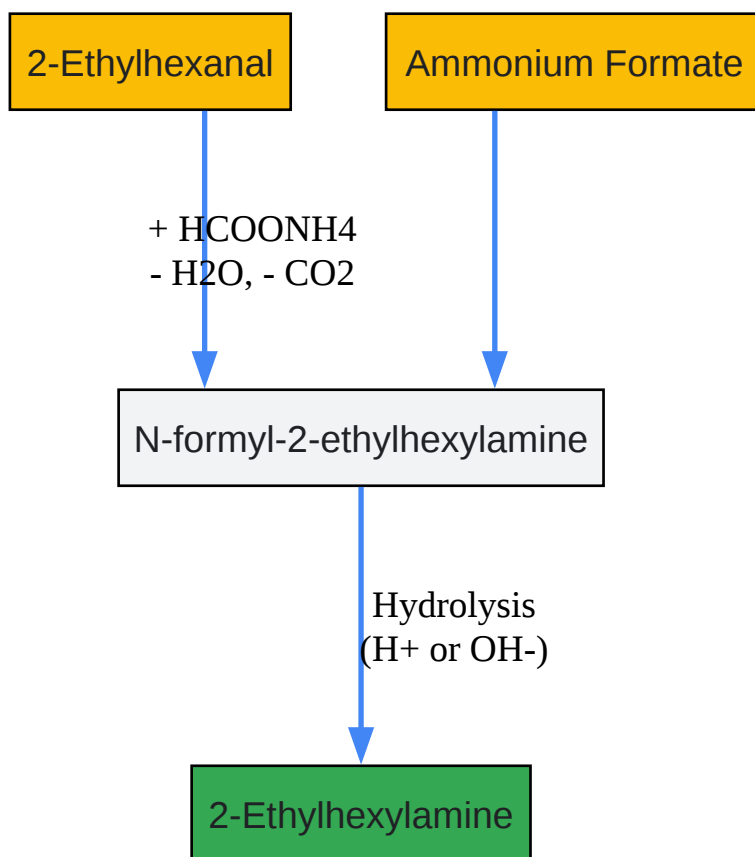 2-Ethylhexanal
Ammonium Formate
+ HCOONH4
- H2O, - CO2
N-formyl-2-ethylhexylamine
Hydrolysis
(H+ or OH-)
2-Ethylhexylamine